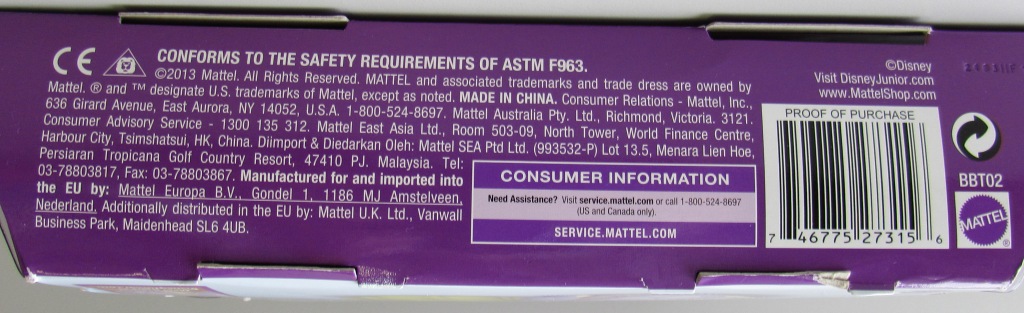 CE CONFORMS TO THE SAFETY REQUIREMENTS OF ASTM F963.
©2013 Mattel. All Rights Reserved. MATTEL and associated trademarks and trade dress are owned by
Mattel. ® and ™ designate U.S. trademarks of Mattel, except as noted. MADE IN CHINA. Consumer Relations - Mattel, Inc.,
636 Girard Avenue, East Aurora, NY 14052, U.S.A. 1-800-524-8697. Mattel Australia Pty. Ltd., Richmond, Victoria. 3121.
Consumer Advisory Service - 1300 135 312. Mattel East Asia Ltd., Room 503-09, North Tower, World Finance Centre,
Harbour City, Tsimshatsui, HK, China. Diimport & Diedarkan Oleh: Mattel SEA Ptd Ltd. (993532-P) Lot 13.5, Menara Lien Hoe,
Persiaran Tropicana Golf Country Resort, 47410 PJ. Malaysia. Tel:
03-78803817, Fax: 03-78803867. Manufactured for and imported into
the EU by: Mattel Europa B.V., Gondel 1, 1186 MJ Amstelveen,
Nederland. Additionally distributed in the EU by: Mattel U.K. Ltd., Vanwall
Business Park, Maidenhead SL6 4UB.
CONSUMER INFORMATION
Need Assistance? Visit service.mattel.com or call 1-800-524-8697
(US and Canada only).
SERVICE.MATTEL.COM
©Disney
Visit DisneyJunior.com
www.MattelShop.com
PROOF OF PURCHASE
7 46775 27315 6
BBT02
MATTEL®